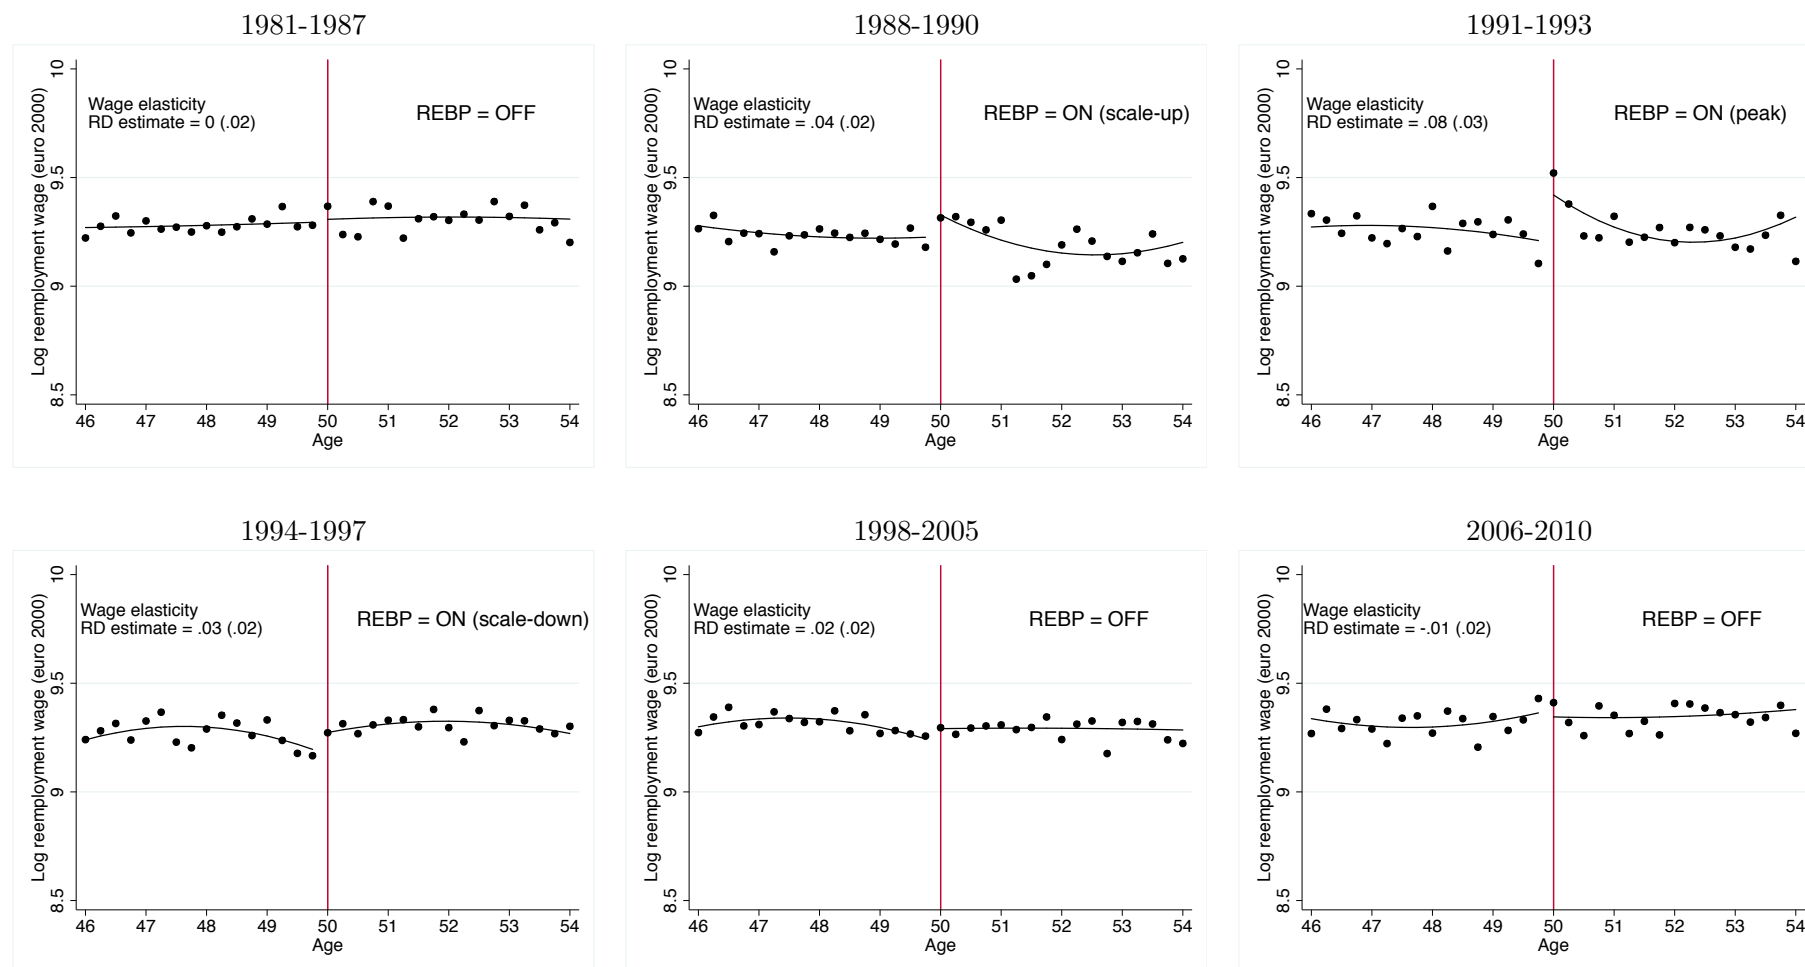 1981-1987
Log reemployment wage (euro 2000)
10
9.5
9
8.5
Wage elasticity
RD estimate = 0 (.02)
REBP = OFF
46 47 48 49 50 51 52 53 54
Age
1988-1990
Log reemployment wage (euro 2000)
10
9.5
9
8.5
Wage elasticity
RD estimate = .04 (.02)
REBP = ON (scale-up)
46 47 48 49 50 51 52 53 54
Age
1991-1993
Log reemployment wage (euro 2000)
10
9.5
9
8.5
Wage elasticity
RD estimate = .08 (.03)
REBP = ON (peak)
46 47 48 49 50 51 52 53 54
Age
1994-1997
Log reemployment wage (euro 2000)
10
9.5
9
8.5
Wage elasticity
RD estimate = .03 (.02)
REBP = ON (scale-down)
46 47 48 49 50 51 52 53 54
Age
1998-2005
Log reemployment wage (euro 2000)
10
9.5
9
8.5
Wage elasticity
RD estimate = .02 (.02)
REBP = OFF
46 47 48 49 50 51 52 53 54
Age
2006-2010
Log reemployment wage (euro 2000)
10
9.5
9
8.5
Wage elasticity
RD estimate = -.01 (.02)
REBP = OFF
46 47 48 49 50 51 52 53 54
Age